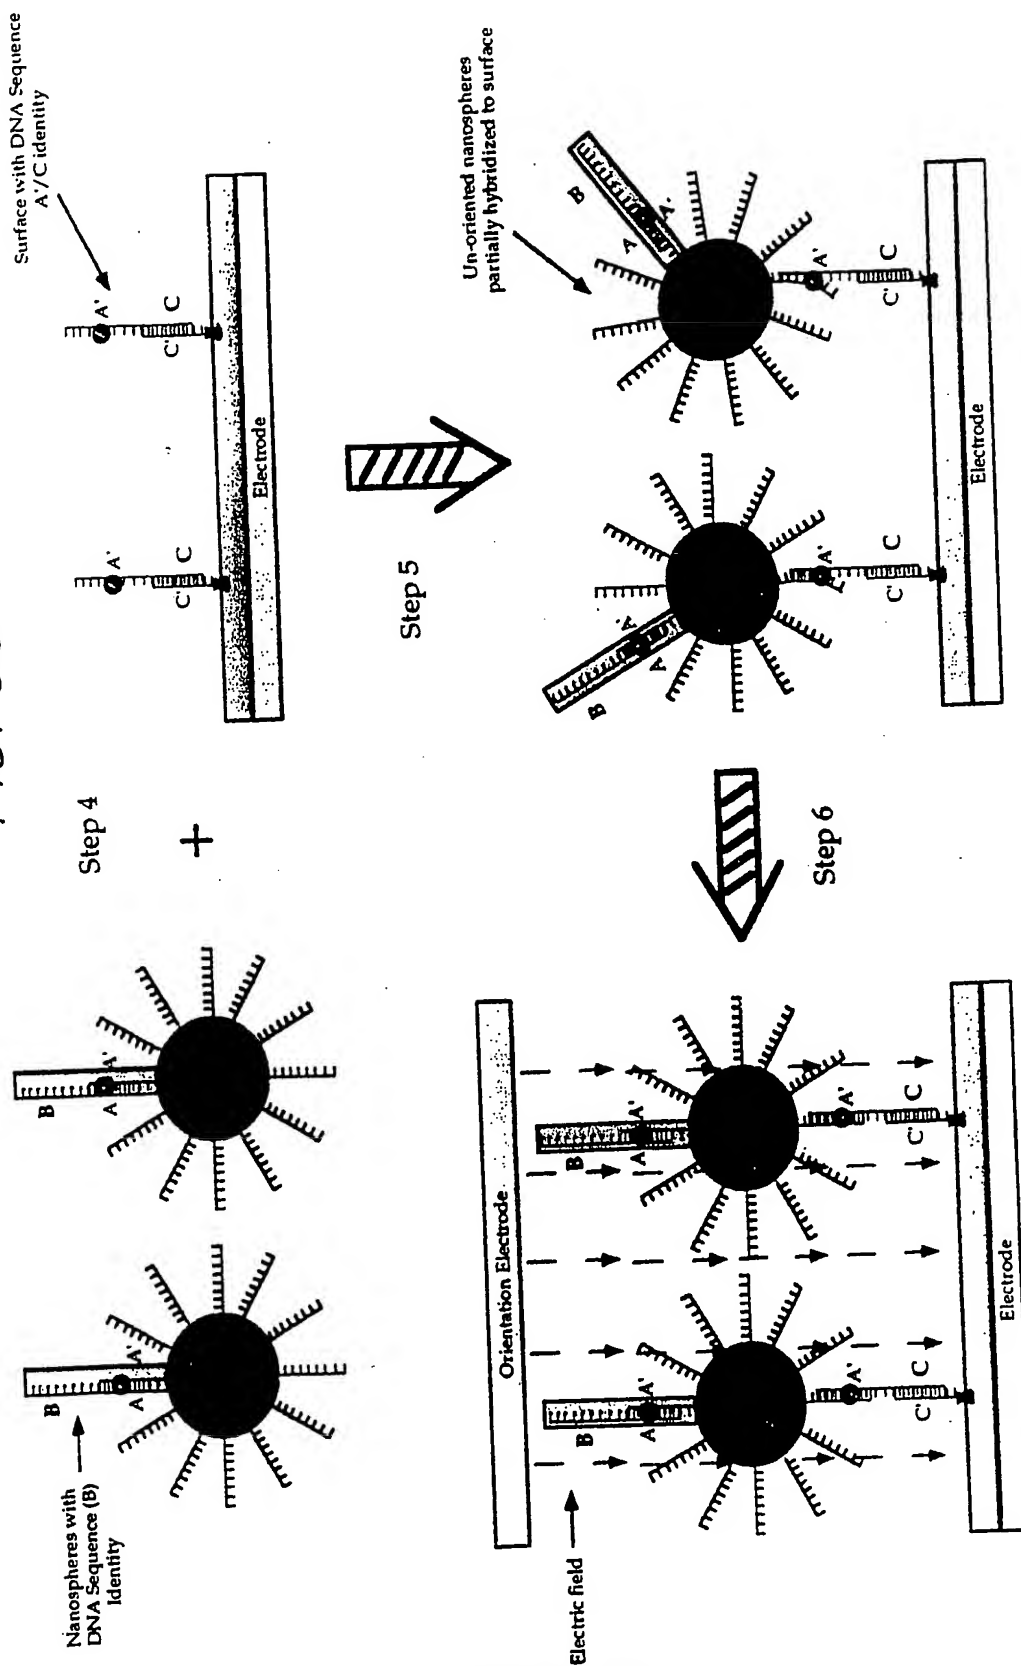 Step 4
+
Nanospheres with
DNA Sequence (B)
Identity
B
A
A'
B
A
A'
Surface with DNA Sequence
A'/C identity
A'
C'
C
A'
C'
C
Electrode
Step 5
Un-oriented nanospheres
partially hybridized to surface
B
A
A'
A'
C'
C
B
A
A'
A'
C'
C
Electrode
Step 6
Orientation Electrode
Electric field
B
A
A'
A'
C'
C
B
A
A'
A'
C'
C
Electrode